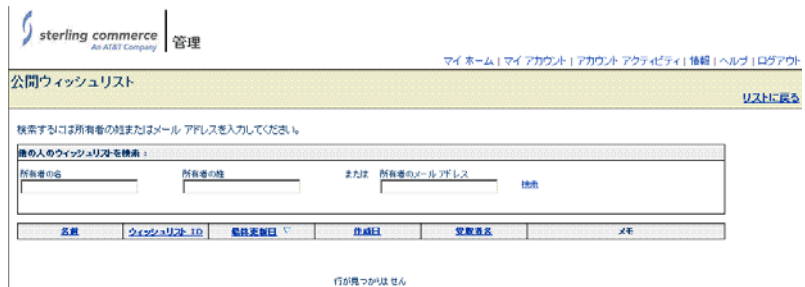 sterling commerce
An AT&T Company
管理
マイ ホーム | マイ アカウント | アカウント アクティビティ | 情報 | ヘルプ | ログアウト
公開ウィッシュリスト
リストに戻る
検索するには所有者の姓またはメール アドレスを入力してください。
他の人のウィッシュリストを検索 :
所有者の名 所有者の姓 または 所有者のメール アドレス
検索
名前 ウィッシュリスト ID 最終更新日 作成日 受取者名 メモ
行が見つかりません